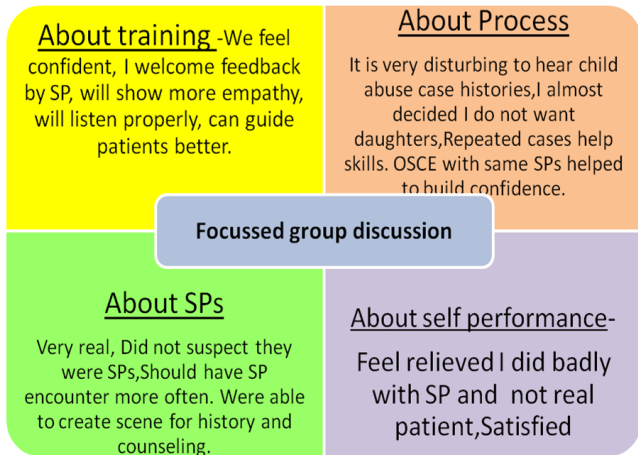 About training -We feel
confident, I welcome feedback
by SP, will show more empathy,
will listen properly, can guide
patients better.
About Process
It is very disturbing to hear child
abuse case histories,I almost
decided I do not want
daughters,Repeated cases help
skills. OSCE with same SPs helped
to build confidence.
Focussed group discussion
About SPs
Very real, Did not suspect they
were SPs,Should have SP
encounter more often. Were able
to create scene for history and
counseling.
About self performance-
Feel relieved I did badly
with SP and not real
patient,Satisfied